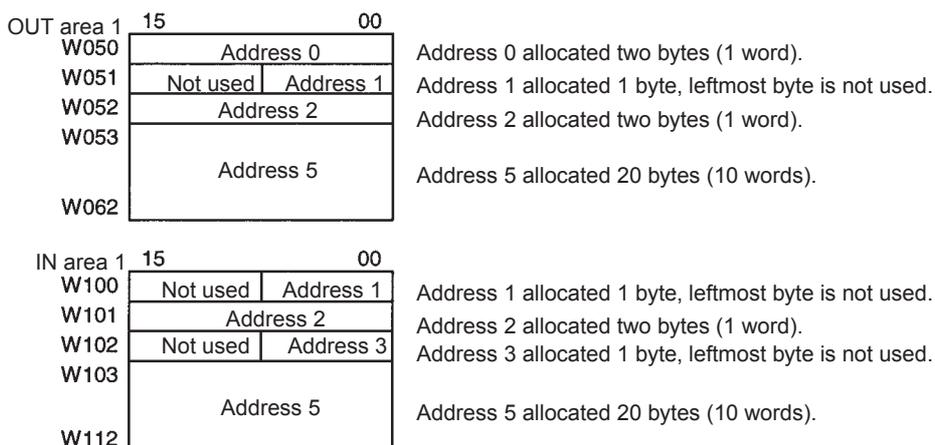 OUT area 1 15 00
W050 Address 0 Address 0 allocated two bytes (1 word).
W051 Not used Address 1 Address 1 allocated 1 byte, leftmost byte is not used.
W052 Address 2 Address 2 allocated two bytes (1 word).
W053
Address 5 Address 5 allocated 20 bytes (10 words).
W062
IN area 1 15 00
W100 Not used Address 1 Address 1 allocated 1 byte, leftmost byte is not used.
W101 Address 2 Address 2 allocated two bytes (1 word).
W102 Not used Address 3 Address 3 allocated 1 byte, leftmost byte is not used.
W103
Address 5 Address 5 allocated 20 bytes (10 words).
W112